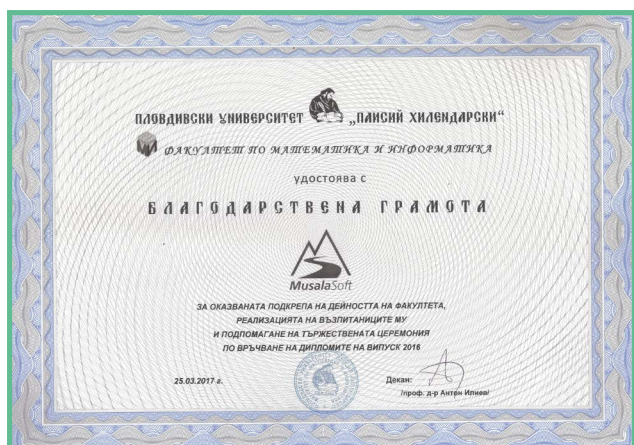 ПЛОВДИВСКИ УНИВЕРСИТЕТ „ПАИСИЙ ХИЛЕНДАРСКИ“
ФАКУЛТЕТ ПО МАТЕМАТИКА И ИНФОРМАТИКА
удостоява с
БЛАГОДАРСТВЕНА ГРАМОТА
MusalaSoft
ЗА ОКАЗВАНАТА ПОДКРЕПА НА ДЕЙНОСТТА НА ФАКУЛТЕТА,
РЕАЛИЗАЦИЯТА НА ВЪЗПИТАНИЦИТЕ МУ
И ПОДПОМАГАНЕ НА ТЪРЖЕСТВЕНАТА ЦЕРЕМОНИЯ
ПО ВРЪЧВАНЕ НА ДИПЛОМИТЕ НА ВИПУСК 2016
25.03.2017 г.
Декан:
/проф. д-р Антон Илиев/